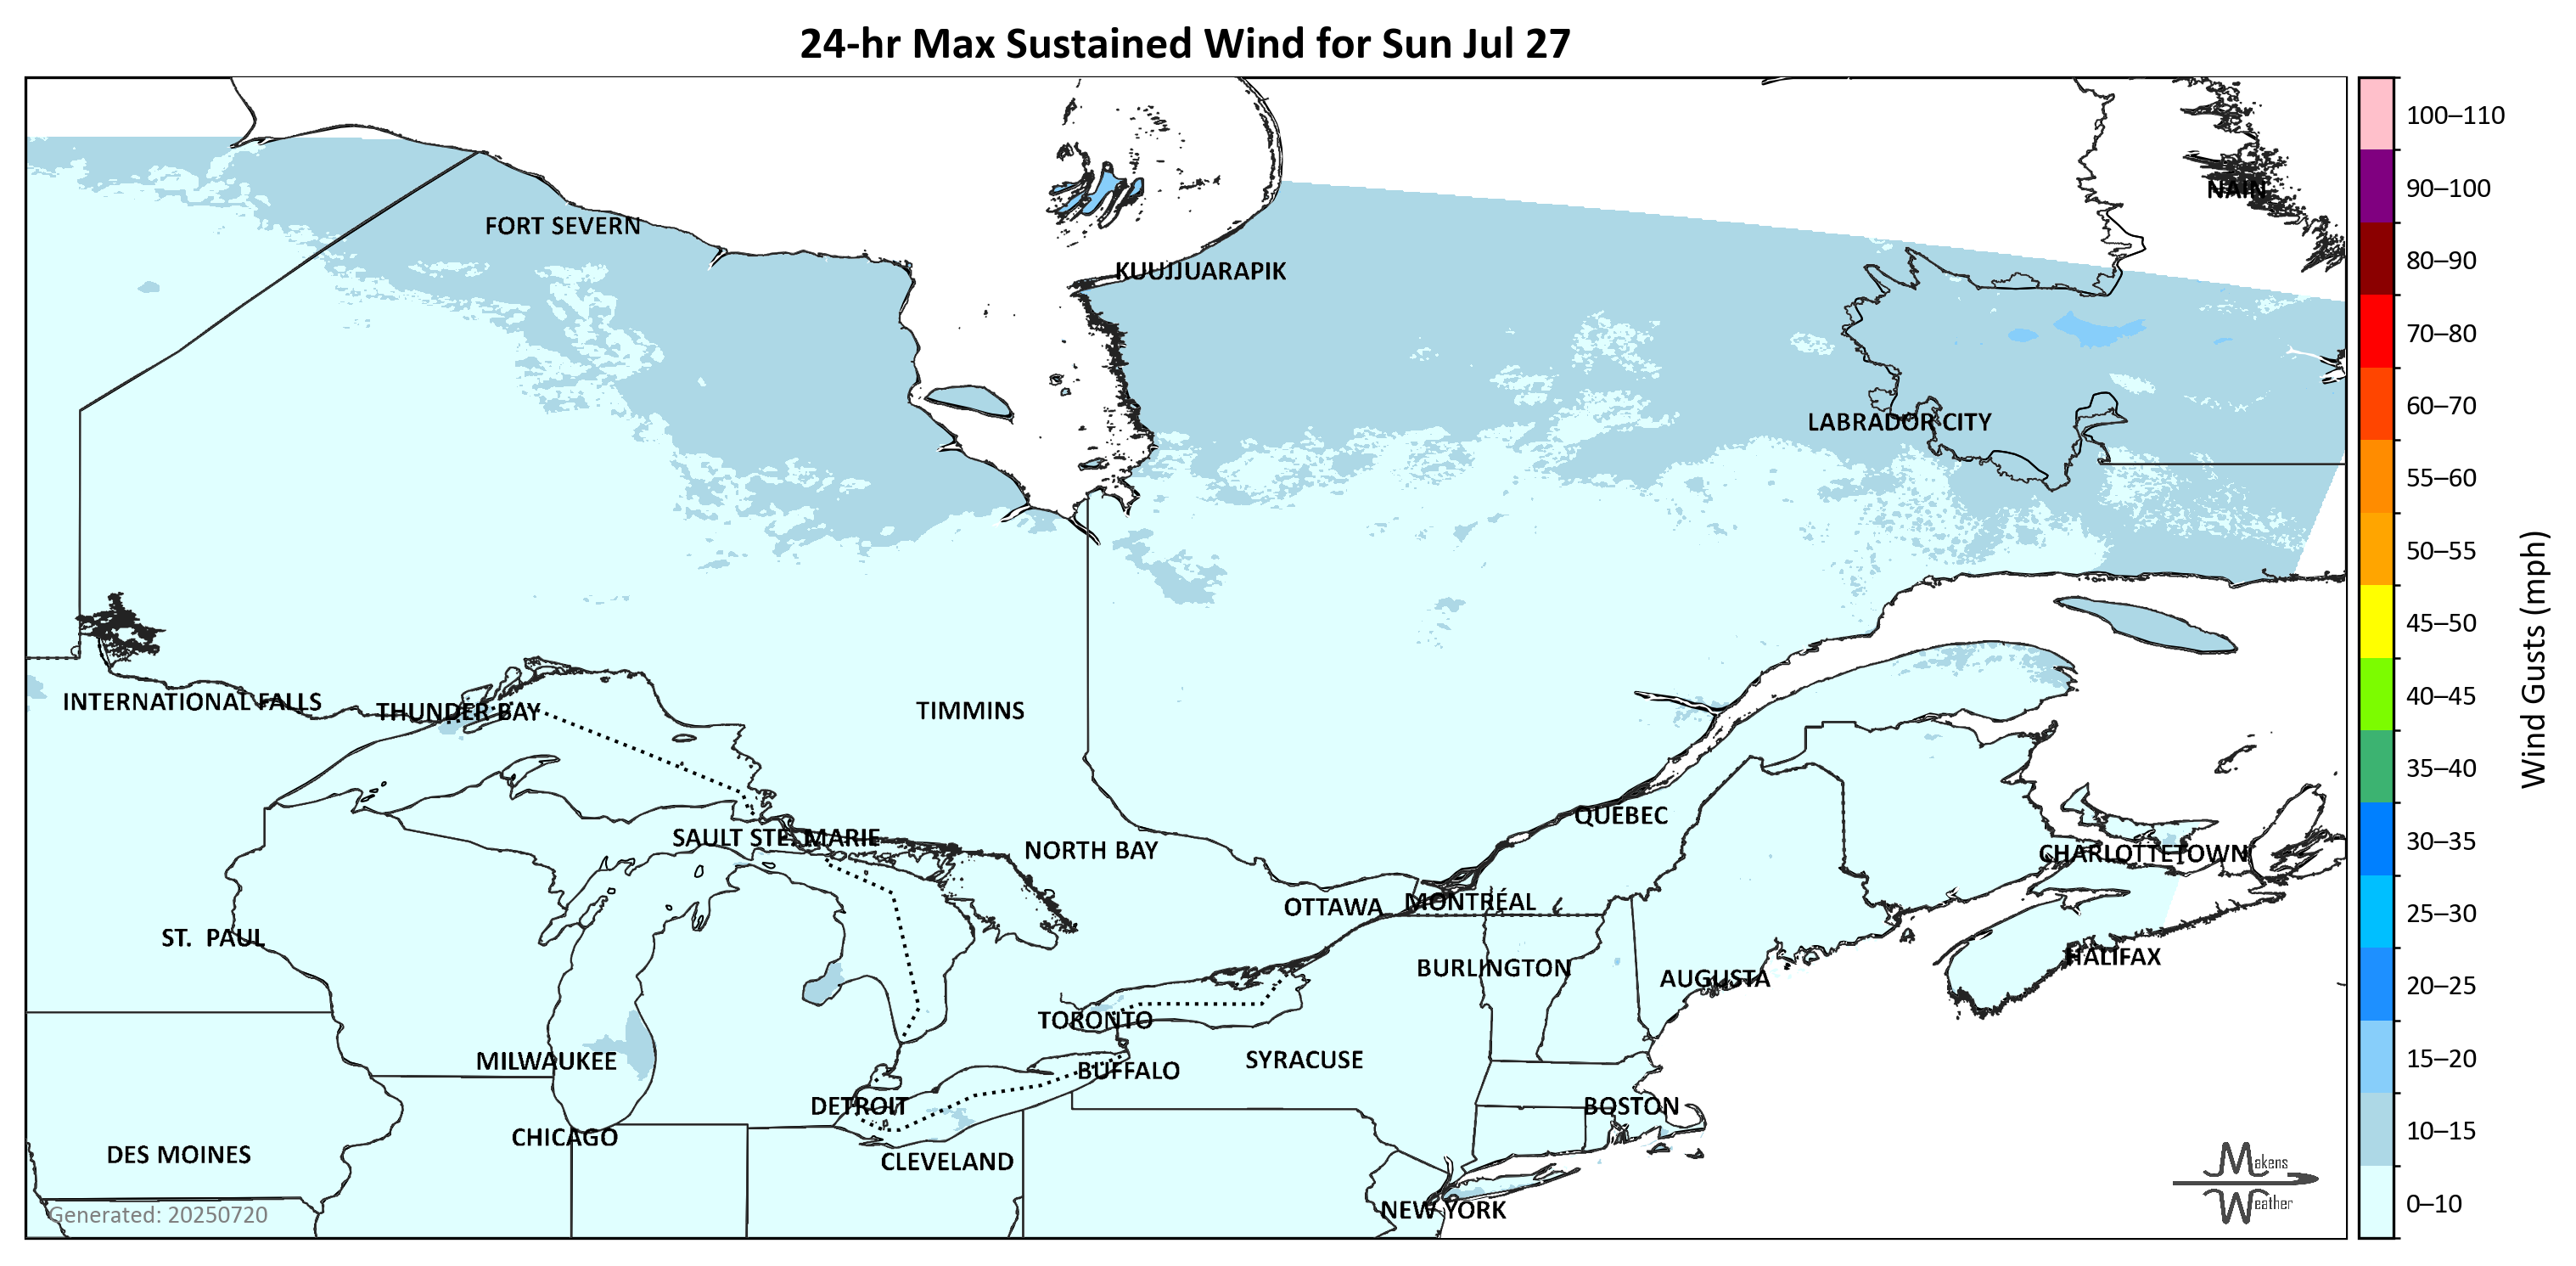 24-hr Max Sustained Wind for Sun Jul 27
100–110
90–100
NAIN
FORT SEVERN
80–90
KUUJJUARAPIK
70–80
60–70
LABRADOR CITY
55–60
50–55
45–50
Wind Gusts (mph)
40–45
INTERNATIONAL FALLS
THUNDER BAY
TIMMINS
35–40
QUÉBEC
SAULT STE. MARIE
30–35
NORTH BAY
CHARLOTTETOWN
OTTAWA
MONTRÉAL
25–30
ST.  PAUL
HALIFAX
BURLINGTON
AUGUSTA
20–25
TORONTO
MILWAUKEE
SYRACUSE
15–20
BUFFALO
DETROIT
BOSTON
10–15
CHICAGO
DES MOINES
CLEVELAND
Makens
Weather
0–10
NEW YORK
Generated: 20250720